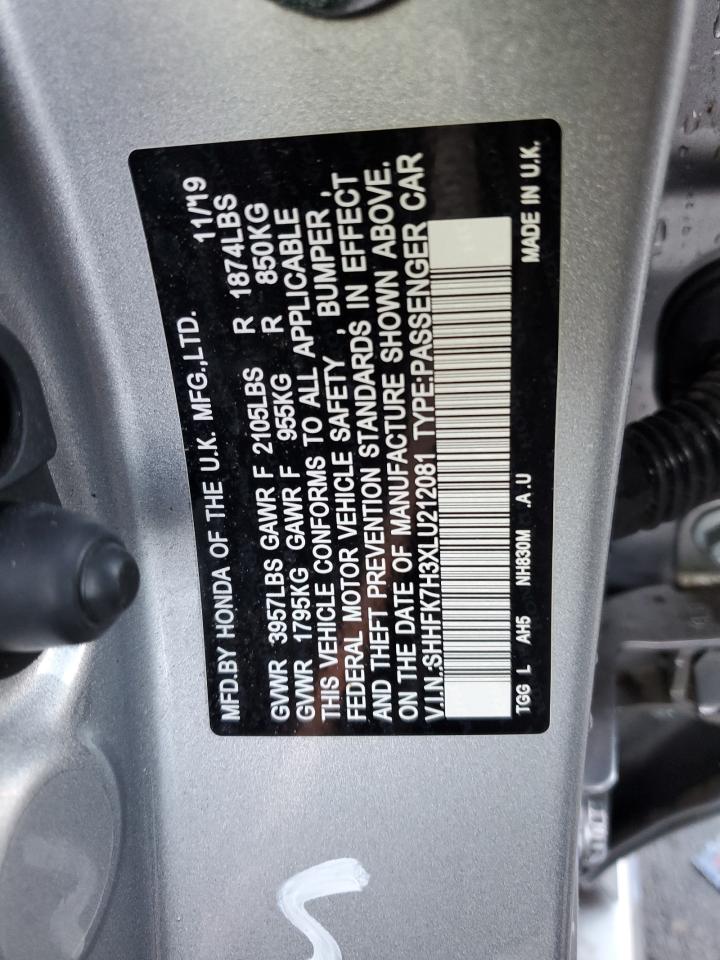 MFD.BY HONDA OF THE U.K. MFG.,LTD. 11/19
GVWR 3957LBS GAWR F 2105LBS R 1874LBS
GVWR 1795KG GAWR F 955KG R 850KG
THIS VEHICLE CONFORMS TO ALL APPLICABLE
FEDERAL MOTOR VEHICLE SAFETY , BUMPER ,
AND THEFT PREVENTION STANDARDS IN EFFECT
ON THE DATE OF MANUFACTURE SHOWN ABOVE.
V.I.N.:SHHFK7H3XLU212081 TYPE:PASSENGER CAR
TGG L AH5 NH830M .A.U MADE IN U.K.